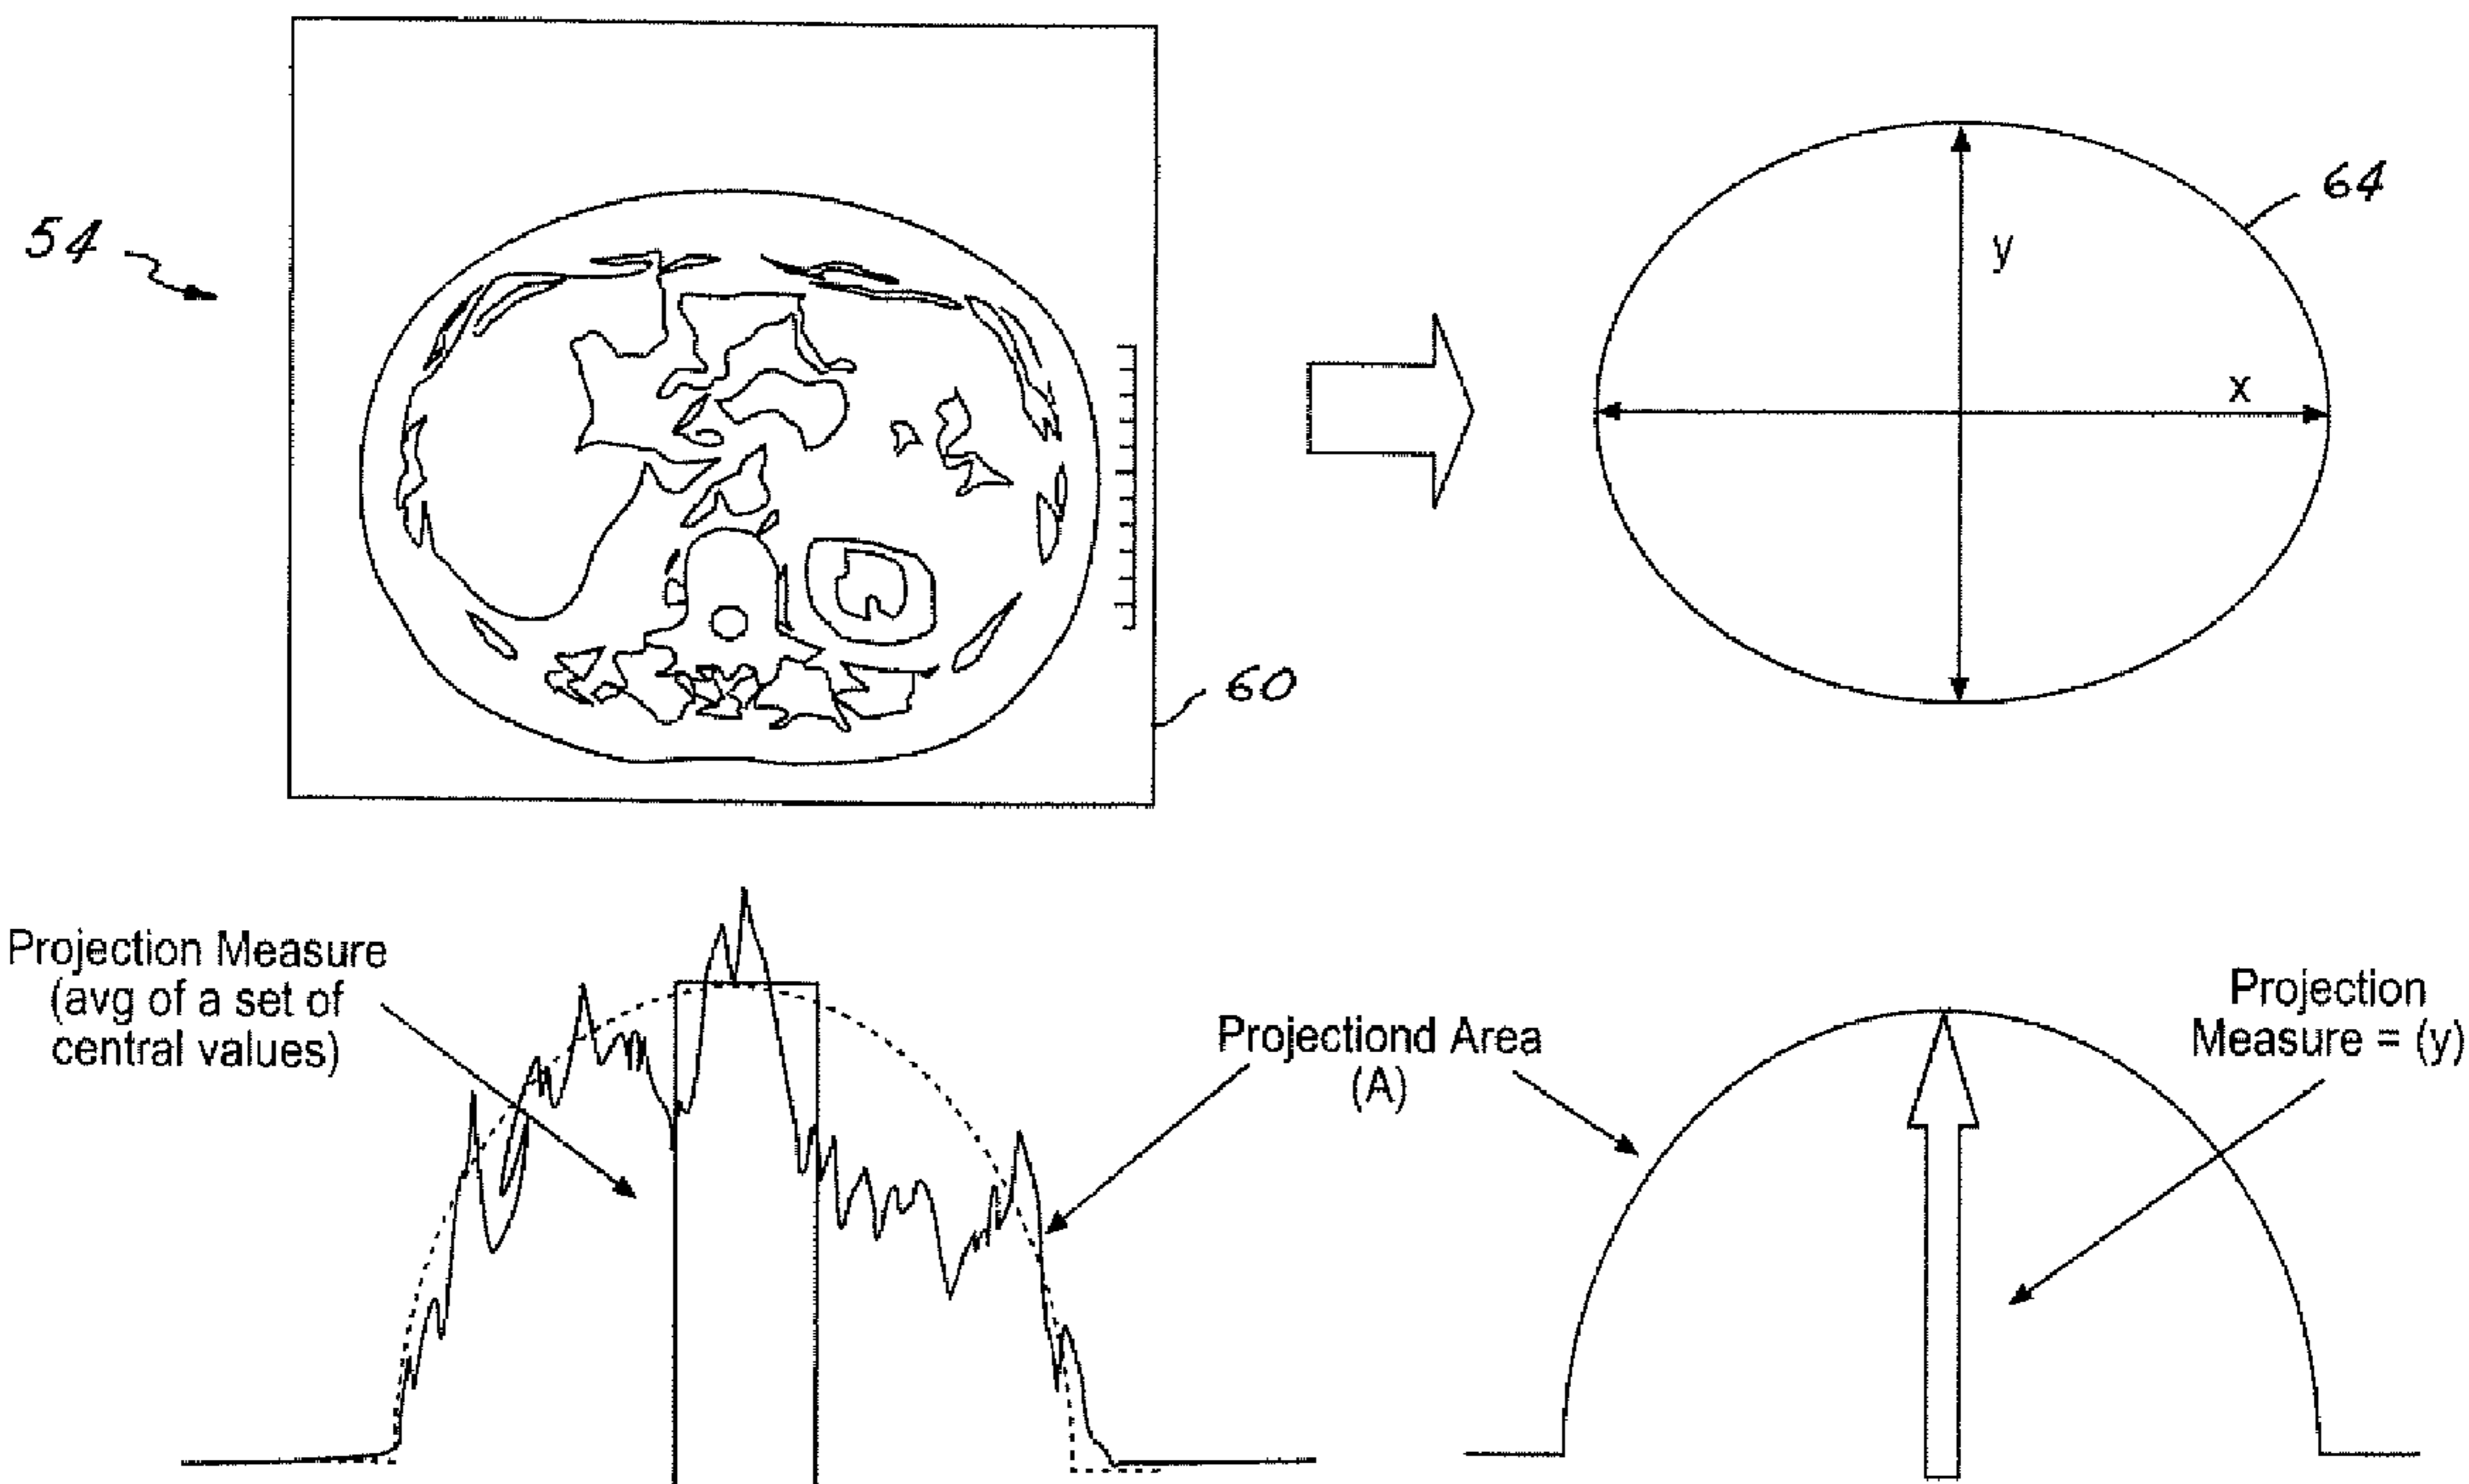 54
64
y
x
60
Projection Measure
(avg of a set of
central values)
Projectiond Area
(A)
Projection
Measure = (y)